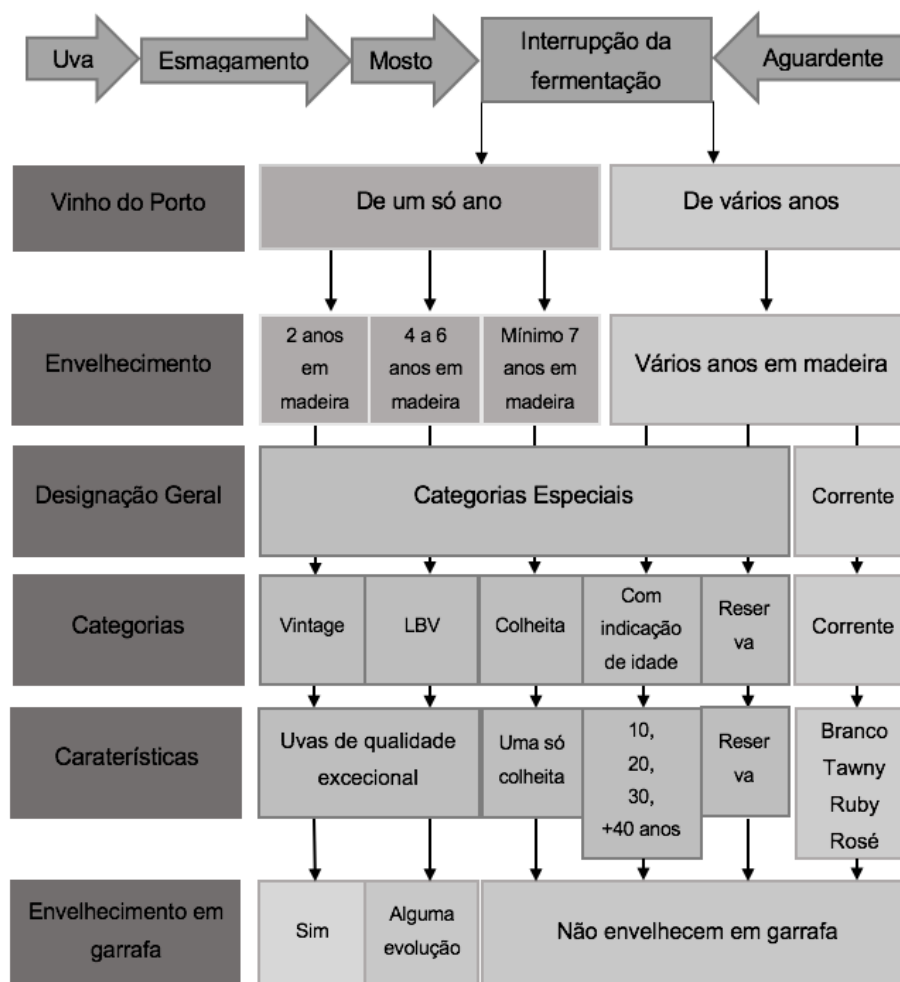 Uva
Esmagamento
Mosto
Interrupção da
fermentação
Aguardente
Vinho do Porto
De um só ano
De vários anos
Envelhecimento
2 anos
em
madeira
4 a 6
anos em
madeira
Mínimo 7
anos em
madeira
Vários anos em madeira
Designação Geral
Categorias Especiais
Corrente
Categorias
Vintage
LBV
Colheita
Com
indicação
de idade
Reser
va
Corrente
Caraterísticas
Uvas de qualidade
excecional
Uma só
colheita
10,
20,
30,
+40 anos
Reser
va
Branco
Tawny
Ruby
Rosé
Envelhecimento em
garrafa
Sim
Alguma
evolução
Não envelhecem em garrafa